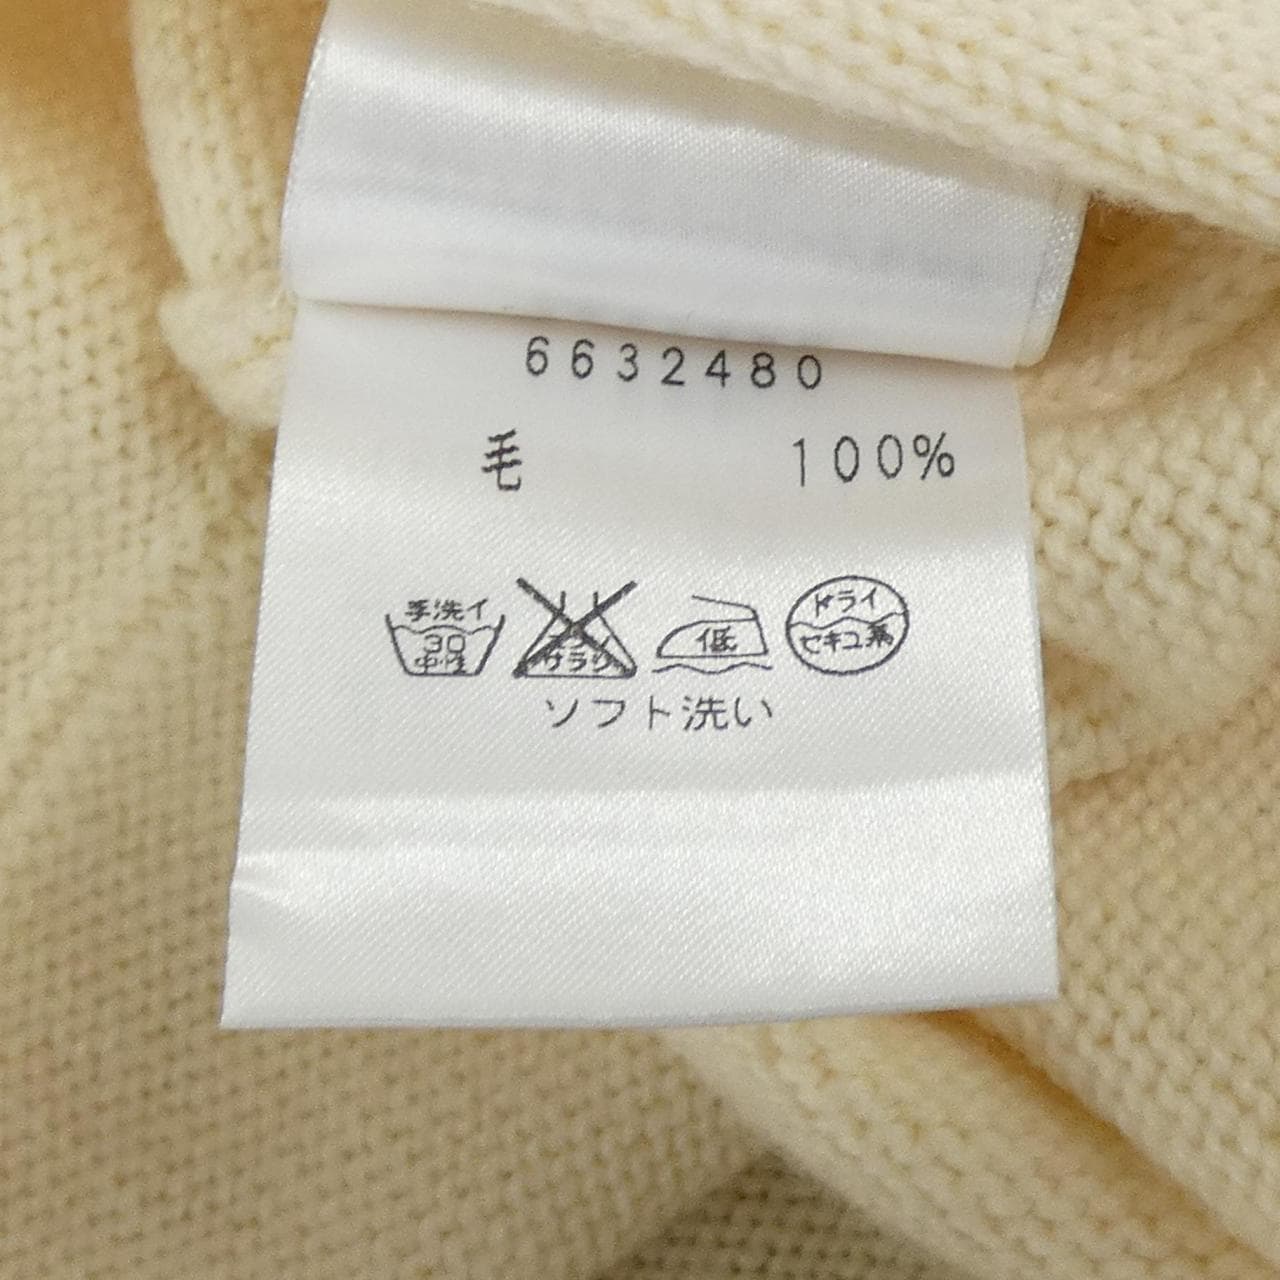 6632480
毛 100%
手洗イ
30
中性
エンソ
サラシ
低
ドライ
セキユ系
ソフト洗い